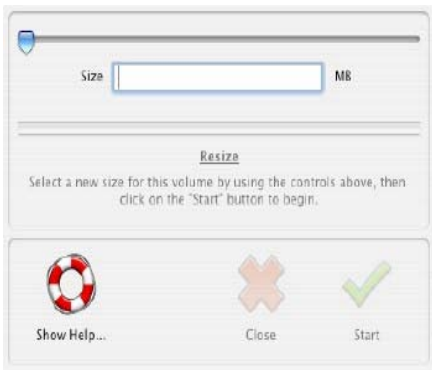 Size MB
Resize
Select a new size for this volume by using the controls above, then
click on the "Start" button to begin.
Show Help... Close Start